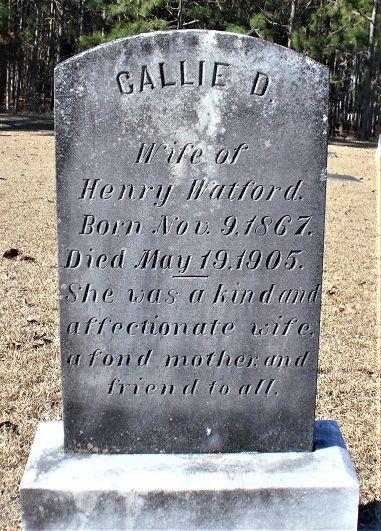 CALLIE D.
Wife of
Henry Watford.
Born Nov. 9, 1867.
Died May 19, 1905.
She was a kind and
affectionate wife,
a fond mother, and
friend to all.